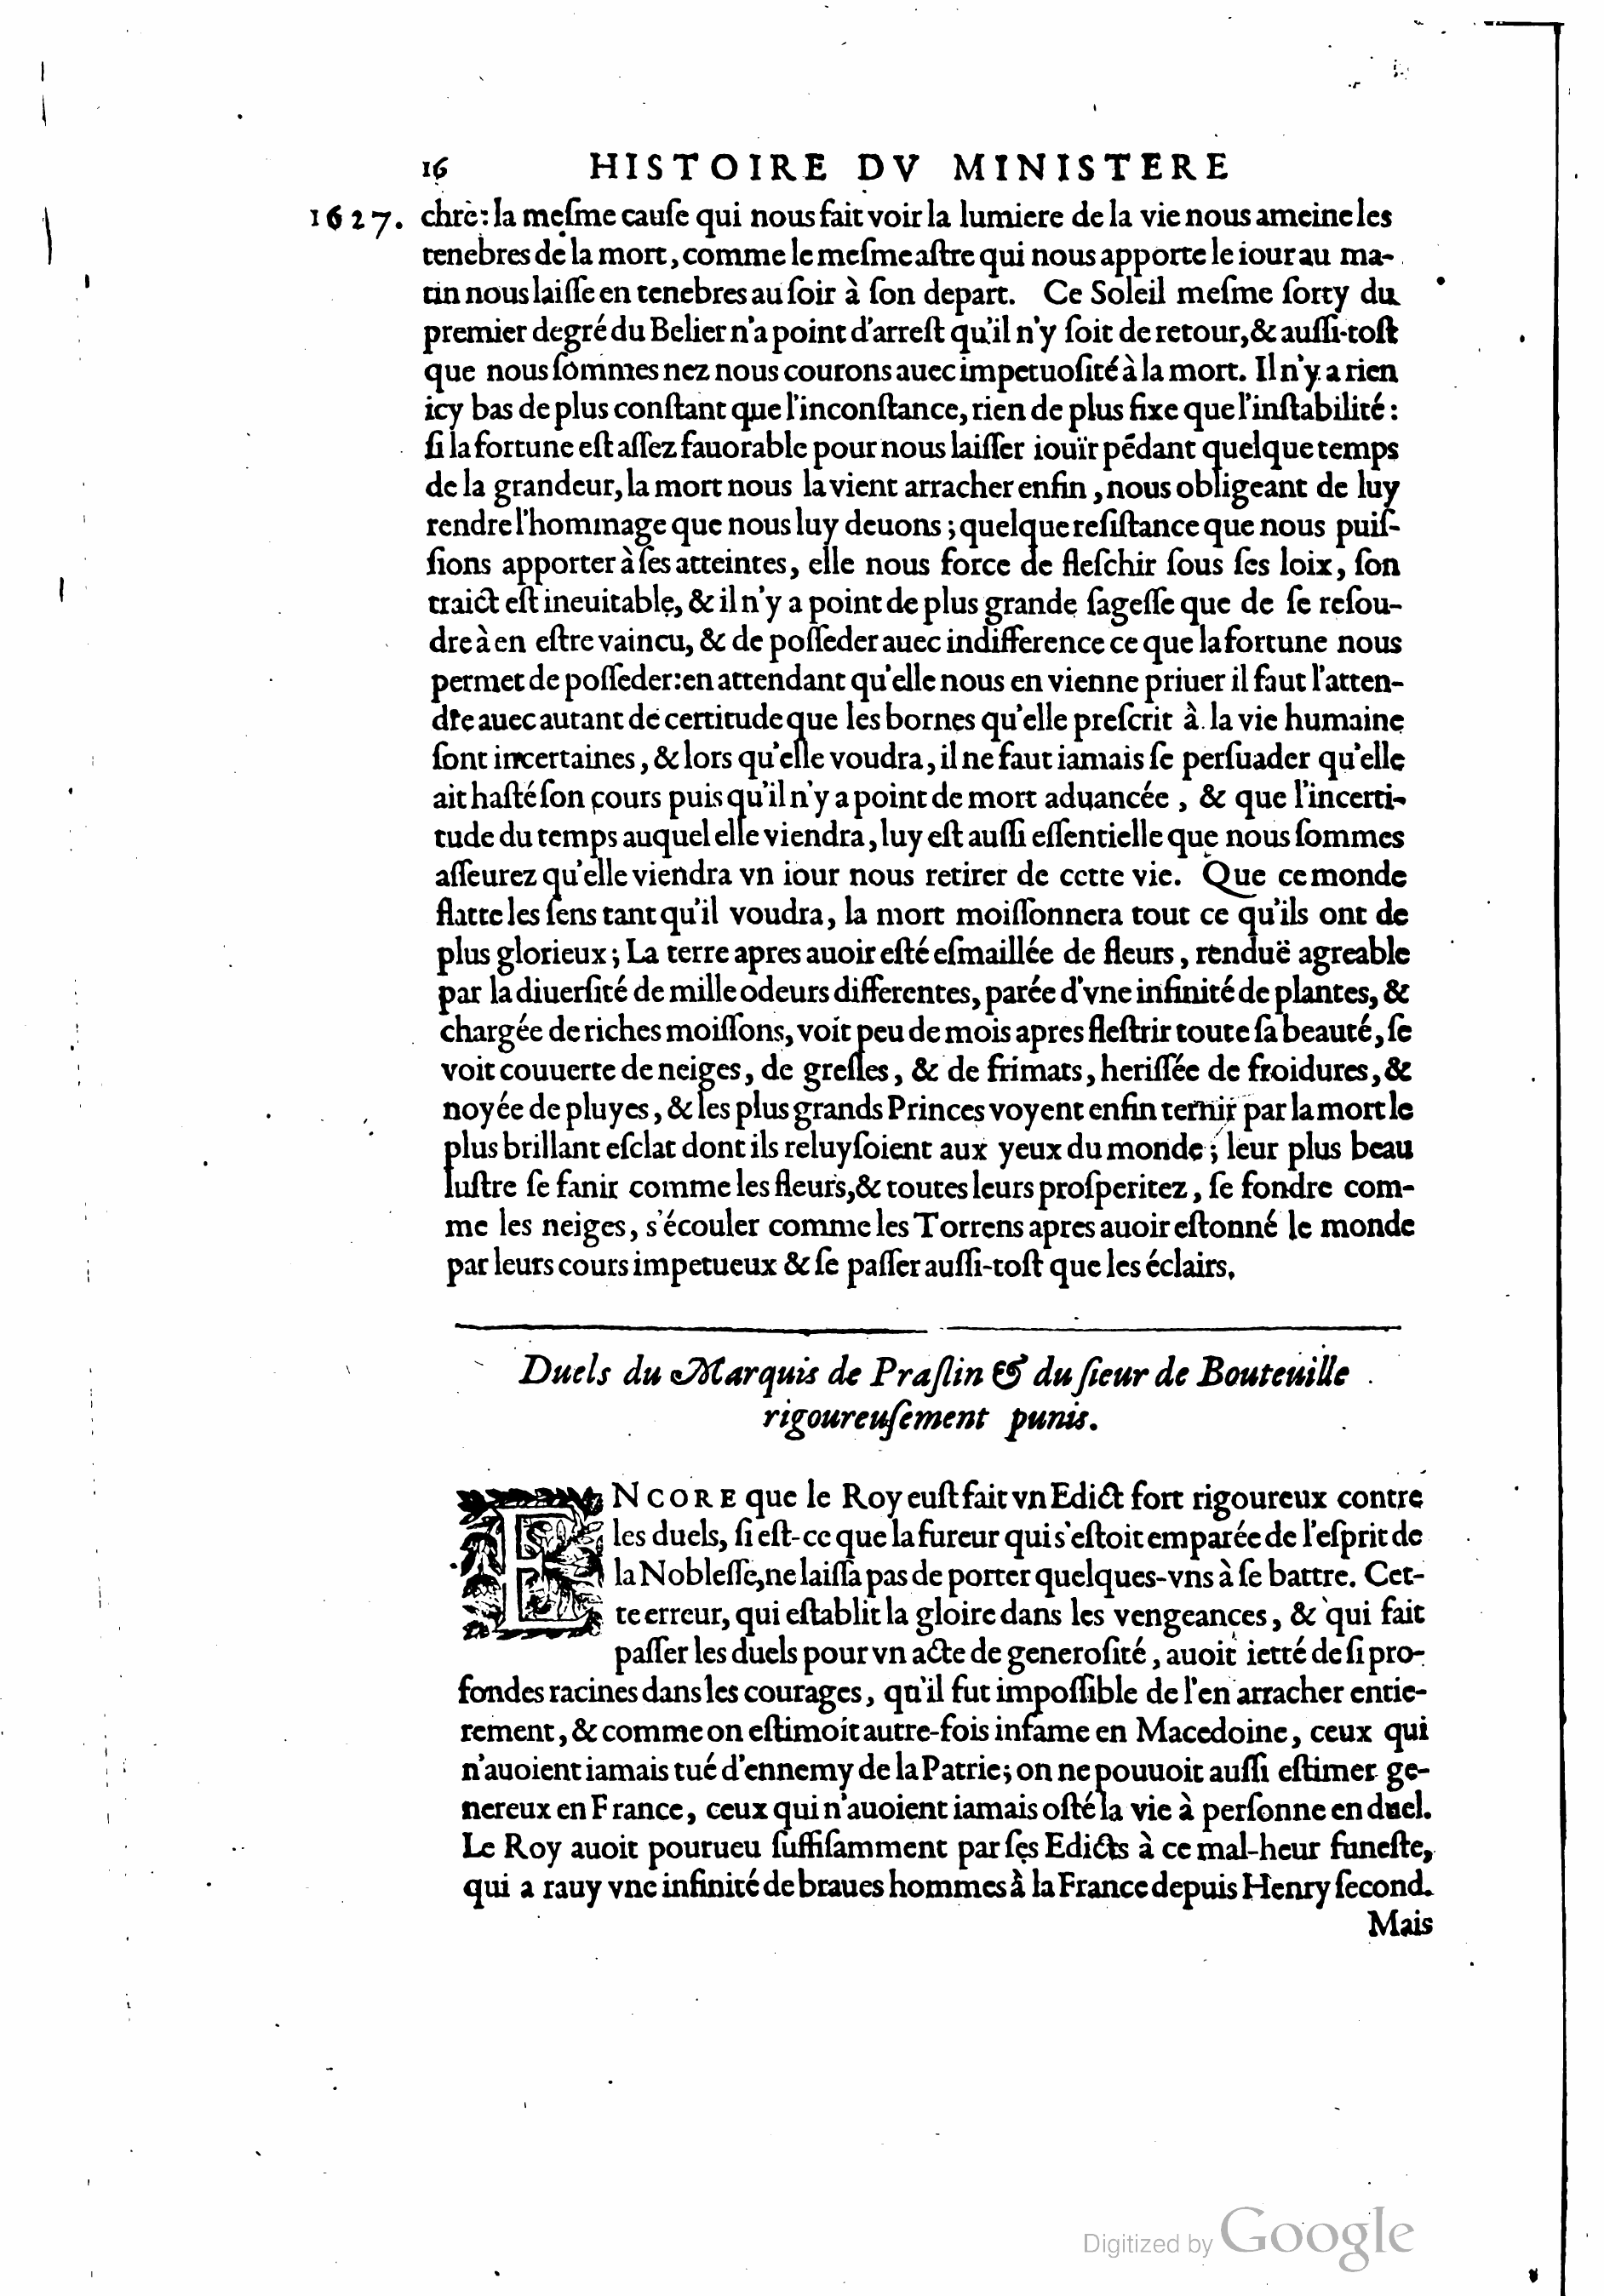 16 HISTOIRE DV MINISTERE
1627. chre: la meſme cauſe qui nous fait voir la lumiere de la vie nous ameine les
tenebres de la mort, comme le meſme aſtre qui nous apporte le iour au ma-
tin nous laiſſe en tenebres au ſoir à ſon depart. Ce Soleil meſme ſorty du
premier degré du Belier n'a point d'arreſt qu'il n'y ſoit de retour, & auſſi-toſt
que nous ſommes nez nous courons auec impetuoſité à la mort. Il n'y a rien
icy bas de plus conſtant que l'inconſtance, rien de plus fixe que l'inſtabilité:
ſi la fortune eſt aſſez fauorable pour nous laiſſer iouïr pēdant quelque temps
de la grandeur, la mort nous la vient arracher enfin, nous obligeant de luy
rendre l'hommage que nous luy deuons; quelque reſiſtance que nous puiſ-
ſions apporter à ſes atteintes, elle nous force de fleſchir ſous ſes loix, ſon
traict eſt ineuitable, & il n'y a point de plus grande ſageſſe que de ſe reſou-
dre à en eſtre vaincu, & de poſſeder auec indifference ce que la fortune nous
permet de poſſeder: en attendant qu'elle nous en vienne priuer il faut l'atten-
dre auec autant de certitude que les bornes qu'elle preſcrit à la vie humaine
ſont incertaines, & lors qu'elle voudra, il ne faut iamais ſe perſuader qu'elle
ait haſté ſon cours puis qu'il n'y a point de mort aduancée, & que l'incerti-
tude du temps auquel elle viendra, luy eſt auſſi eſſentielle que nous ſommes
aſſeurez qu'elle viendra vn iour nous retirer de cette vie. Que ce monde
flatte les ſens tant qu'il voudra, la mort moiſſonnera tout ce qu'ils ont de
plus glorieux; La terre apres auoir eſté eſmaillée de fleurs, renduë agreable
par la diuerſité de mille odeurs differentes, parée d'vne infinité de plantes, &
chargée de riches moiſſons, voit peu de mois apres fleſtrir toute ſa beauté, ſe
voit couuerte de neiges, de greſles, & de frimats, heriſſée de froidures, &
noyée de pluyes, & les plus grands Princes voyent enfin ternir par la mort le
plus brillant eſclat dont ils reluyſoient aux yeux du monde; leur plus beau
luſtre ſe fanir comme les fleurs, & toutes leurs proſperitez, ſe fondre com-
me les neiges, s'écouler comme les Torrens apres auoir eſtonné le monde
par leurs cours impetueux & ſe paſſer auſſi-toſt que les éclairs.
Duels du Marquis de Praſlin & du ſieur de Bouteuille
rigoureuſement punis.
ENCORE que le Roy euſt fait vn Edict fort rigoureux contre
les duels, ſi eſt-ce que la fureur qui s'eſtoit emparée de l'eſprit de
la Nobleſſe, ne laiſſa pas de porter quelques-vns à ſe battre. Cet-
te erreur, qui eſtablit la gloire dans les vengeances, & qui fait
paſſer les duels pour vn acte de generoſité, auoit ietté de ſi pro-
fondes racines dans les courages, qu'il fut impoſſible de l'en arracher entie-
rement, & comme on eſtimoit autre-fois infame en Macedoine, ceux qui
n'auoient iamais tué d'ennemy de la Patrie; on ne pouuoit auſſi eſtimer ge-
nereux en France, ceux qui n'auoient iamais oſté la vie à perſonne en duel.
Le Roy auoit pourueu ſuffiſamment par ſes Edicts à ce mal-heur funeſte,
qui a rauy vne infinité de braues hommes à la France depuis Henry ſecond.
Mais
Digitized by Google